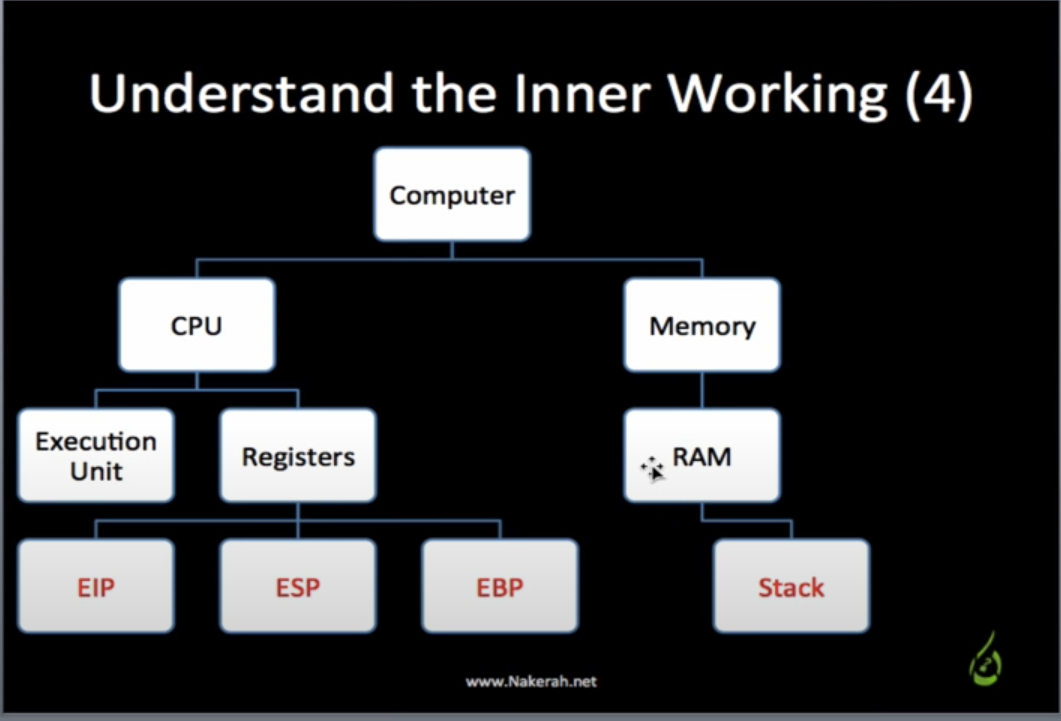 Understand the Inner Working (4)
Computer
CPU
Memory
Execution
Unit
Registers
RAM
EIP
ESP
EBP
Stack
www.Nakerah.net